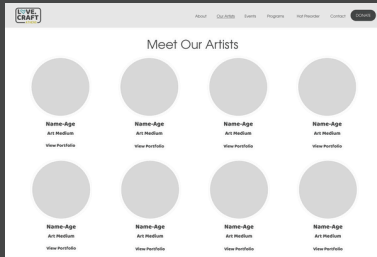 LOVE.
CRAFT
About Our Artists Events Programs Hat Preorder Contact DONATE
Meet Our Artists
Name-Age Name-Age Name-Age Name-Age
Art Medium Art Medium Art Medium Art Medium
View Portfolio View Portfolio View Portfolio View Portfolio
Name-Age Name-Age Name-Age Name-Age
Art Medium Art Medium Art Medium Art Medium
View Portfolio View Portfolio View Portfolio View Portfolio